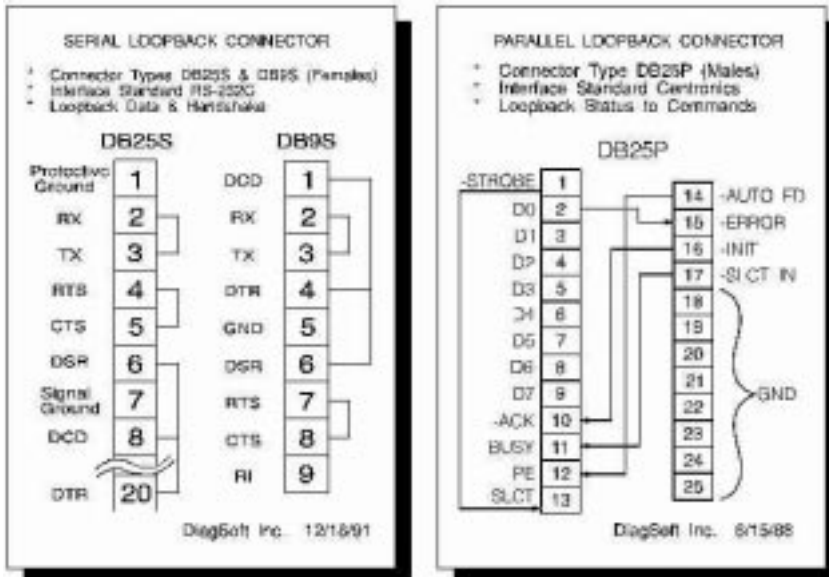 SERIAL LOOPBACK CONNECTOR
* Connector Types DB25S & DB9S (Females)
* Interface Standard RS-232C
* Loopback Data & Handshake
DB25S
Protective Ground 1
RX 2
TX 3
RTS 4
CTS 5
DSR 6
Signal Ground 7
DCD 8
DTR 20
DB9S
DCD 1
RX 2
TX 3
DTR 4
GND 5
DSR 6
RTS 7
CTS 8
RI 9
DiagSoft Inc. 12/18/91
PARALLEL LOOPBACK CONNECTOR
* Connector Type DB25P (Males)
* Interface Standard Centronics
* Loopback Status to Commands
DB25P
-STROBE 1
D0 2
D1 3
D2 4
D3 5
D4 6
D5 7
D6 8
D7 9
-ACK 10
BUSY 11
PE 12
SLCT 13
14 -AUTO FD
15 -ERROR
16 -INIT
17 -SLCT IN
18
19
20
21
22
23
24
25
GND
DiagSoft Inc. 6/15/88